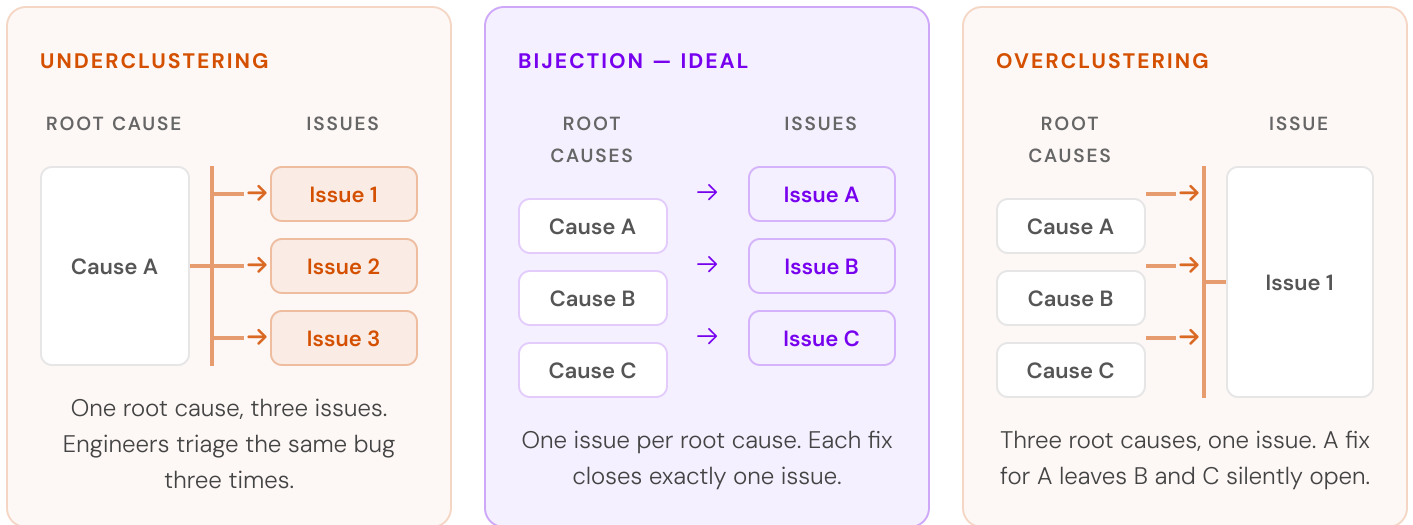 UNDERCLUSTERING
ROOT CAUSE
ISSUES
Cause A
Issue 1
Issue 2
Issue 3
One root cause, three issues.
Engineers triage the same bug
three times.
BIJECTION — IDEAL
ROOT
CAUSES
ISSUES
Cause A
Cause B
Cause C
Issue A
Issue B
Issue C
One issue per root cause. Each fix
closes exactly one issue.
OVERCLUSTERING
ROOT
CAUSES
ISSUE
Cause A
Cause B
Cause C
Issue 1
Three root causes, one issue. A fix
for A leaves B and C silently open.